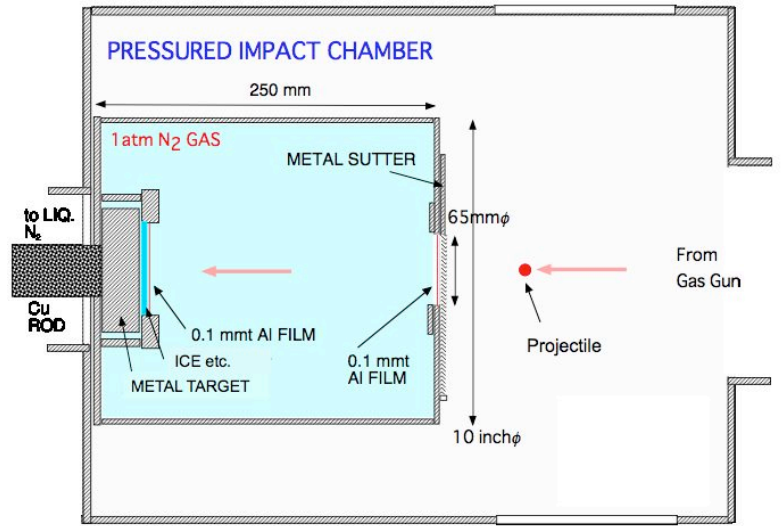 PRESSURED IMPACT CHAMBER
250 mm
1atm N2 GAS
METAL SUTTER
65mmϕ
to LIQ.
N2
Cu
ROD
0.1 mmt Al FILM
ICE etc.
METAL TARGET
0.1 mmt
Al FILM
10 inchϕ
From
Gas Gun
Projectile